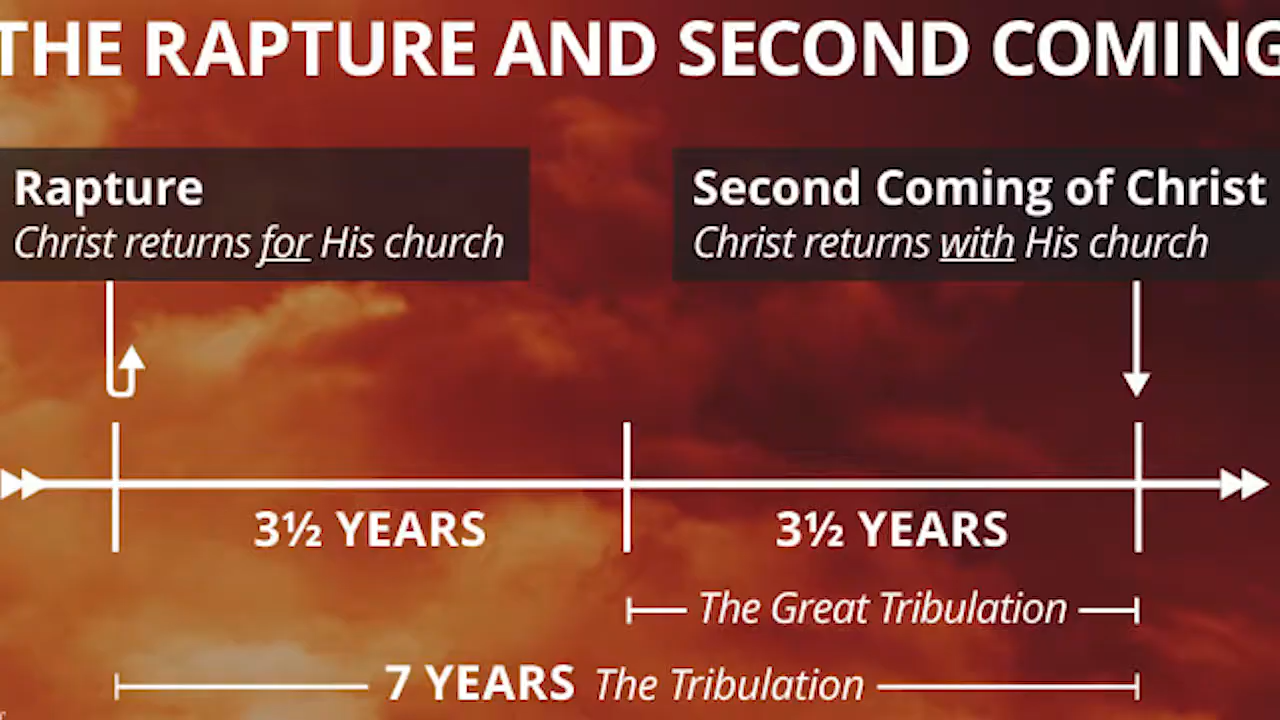 THE RAPTURE AND SECOND COMING
Rapture
Christ returns for His church
Second Coming of Christ
Christ returns with His church
3½ YEARS
3½ YEARS
The Great Tribulation
7 YEARS The Tribulation